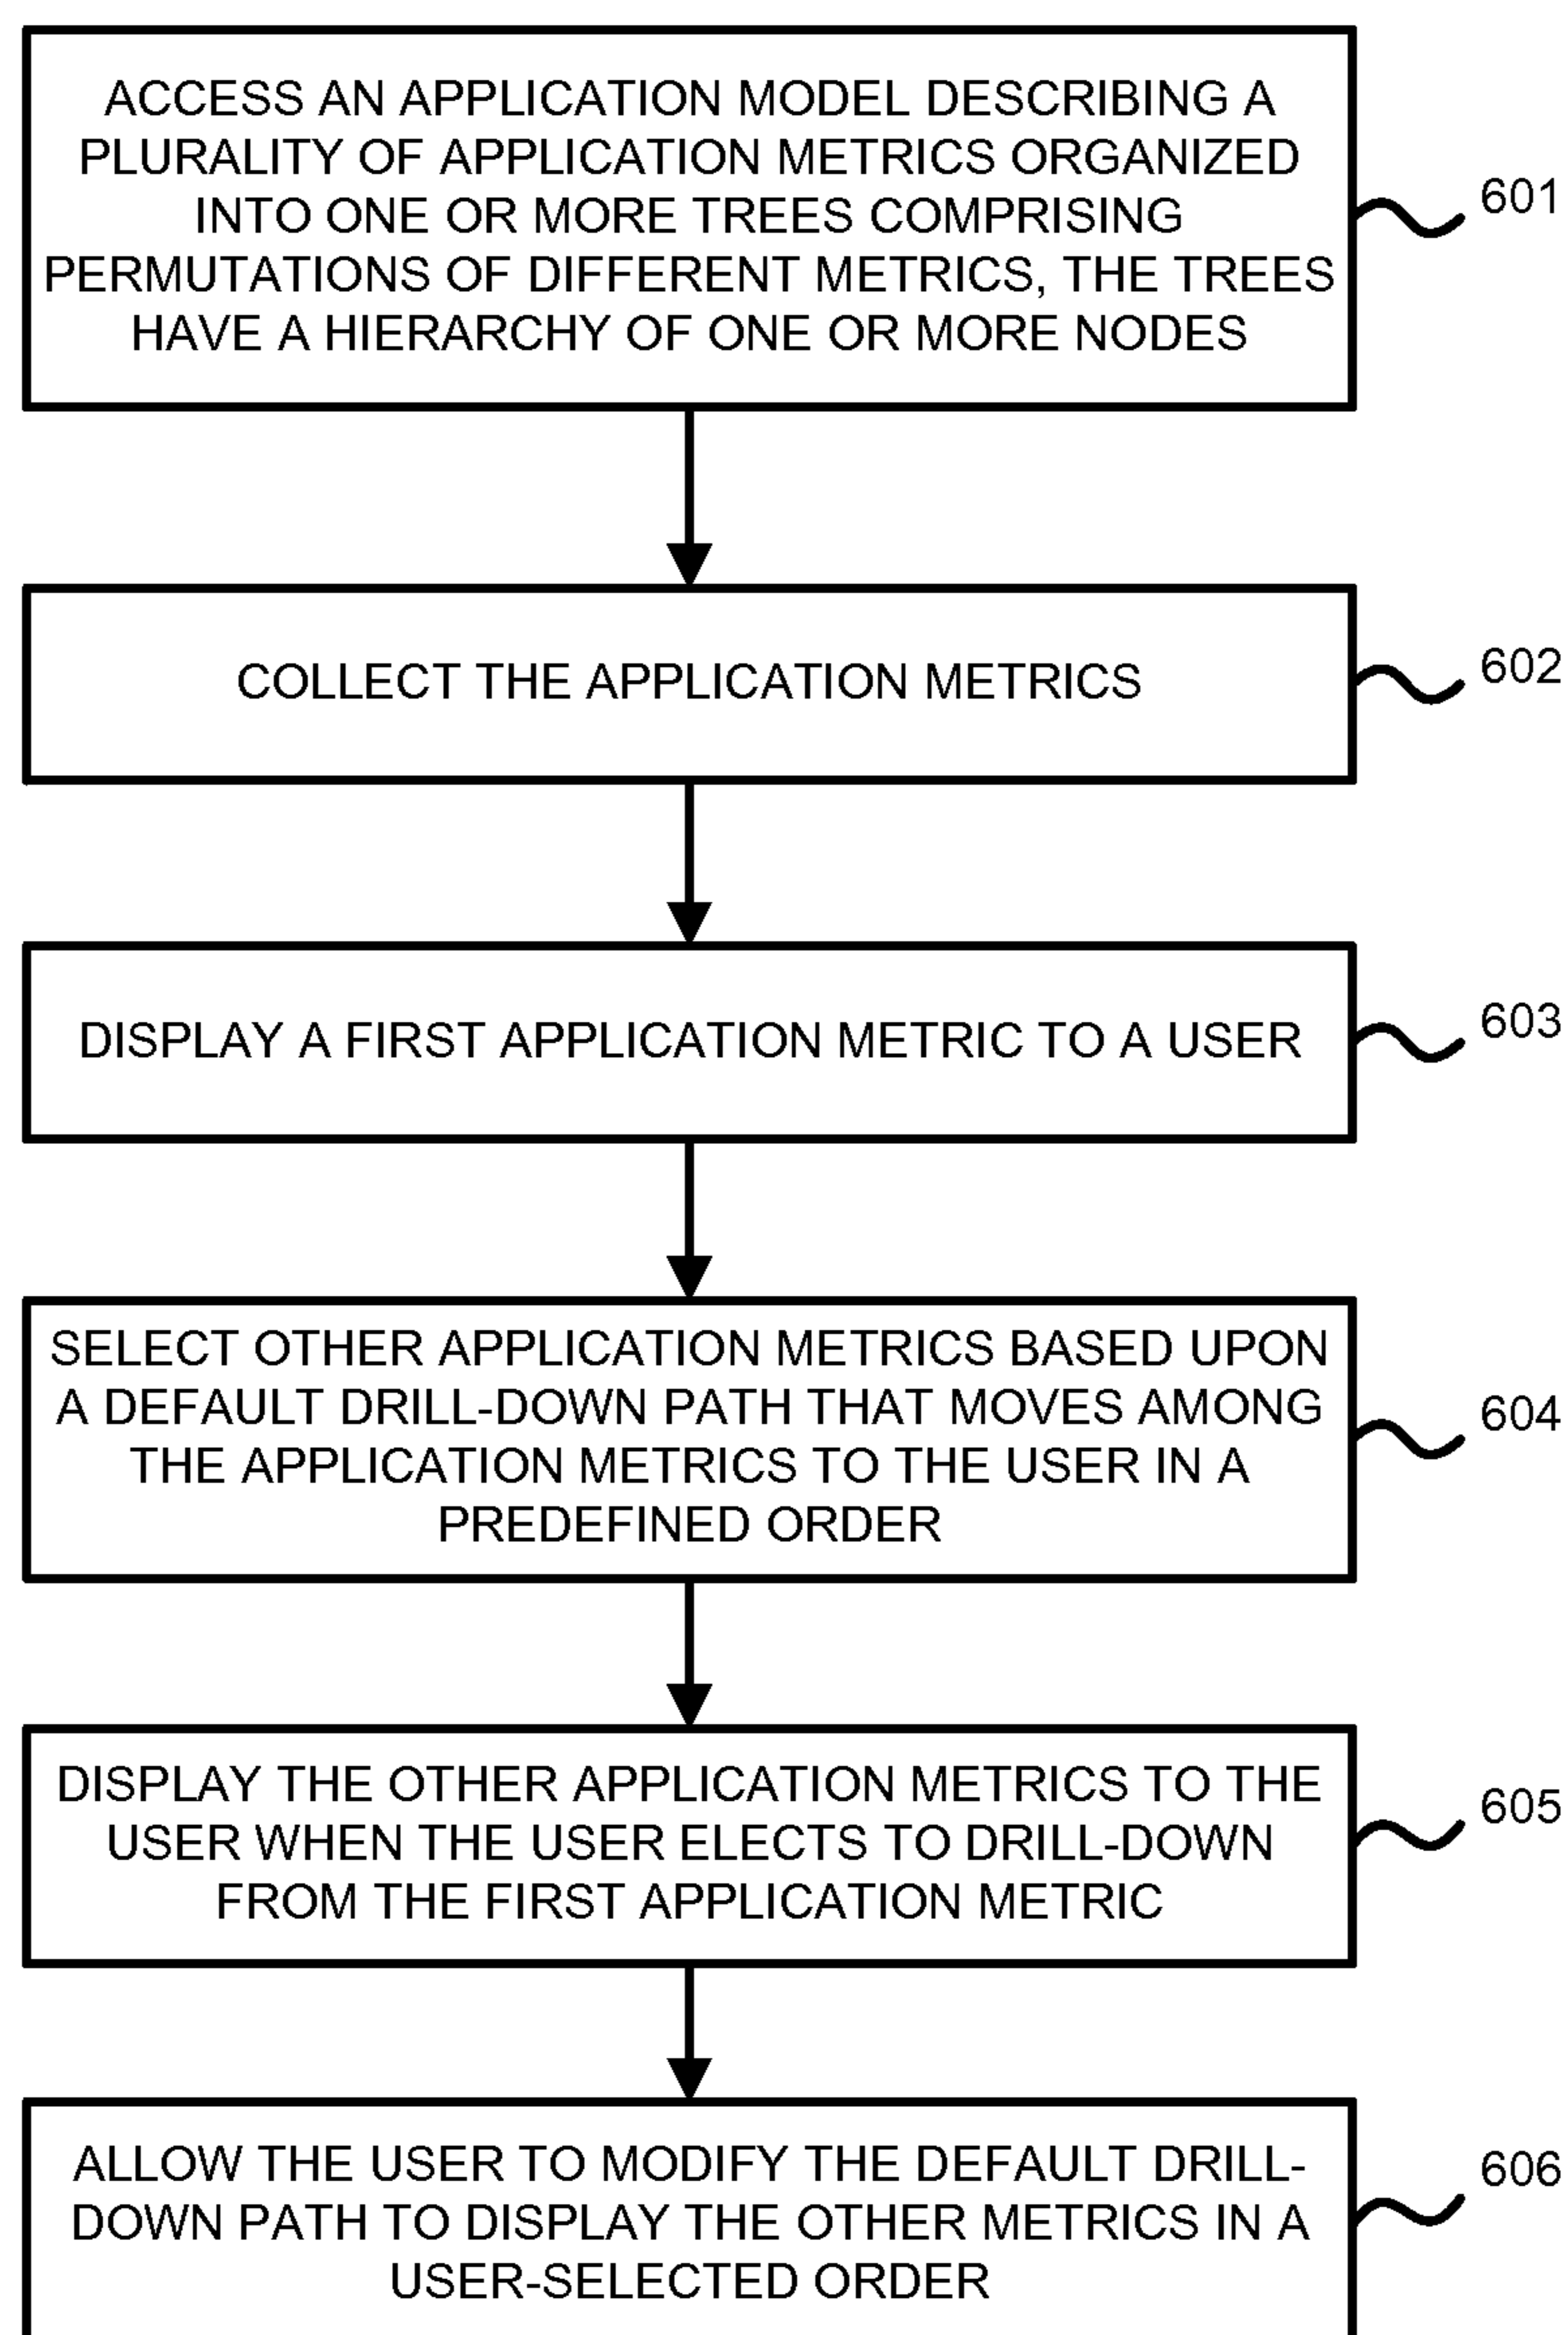 ACCESS AN APPLICATION MODEL DESCRIBING A
PLURALITY OF APPLICATION METRICS ORGANIZED
INTO ONE OR MORE TREES COMPRISING
PERMUTATIONS OF DIFFERENT METRICS, THE TREES
HAVE A HIERARCHY OF ONE OR MORE NODES
601
COLLECT THE APPLICATION METRICS
602
DISPLAY A FIRST APPLICATION METRIC TO A USER
603
SELECT OTHER APPLICATION METRICS BASED UPON
A DEFAULT DRILL-DOWN PATH THAT MOVES AMONG
THE APPLICATION METRICS TO THE USER IN A
PREDEFINED ORDER
604
DISPLAY THE OTHER APPLICATION METRICS TO THE
USER WHEN THE USER ELECTS TO DRILL-DOWN
FROM THE FIRST APPLICATION METRIC
605
ALLOW THE USER TO MODIFY THE DEFAULT DRILL-
DOWN PATH TO DISPLAY THE OTHER METRICS IN A
USER-SELECTED ORDER
606